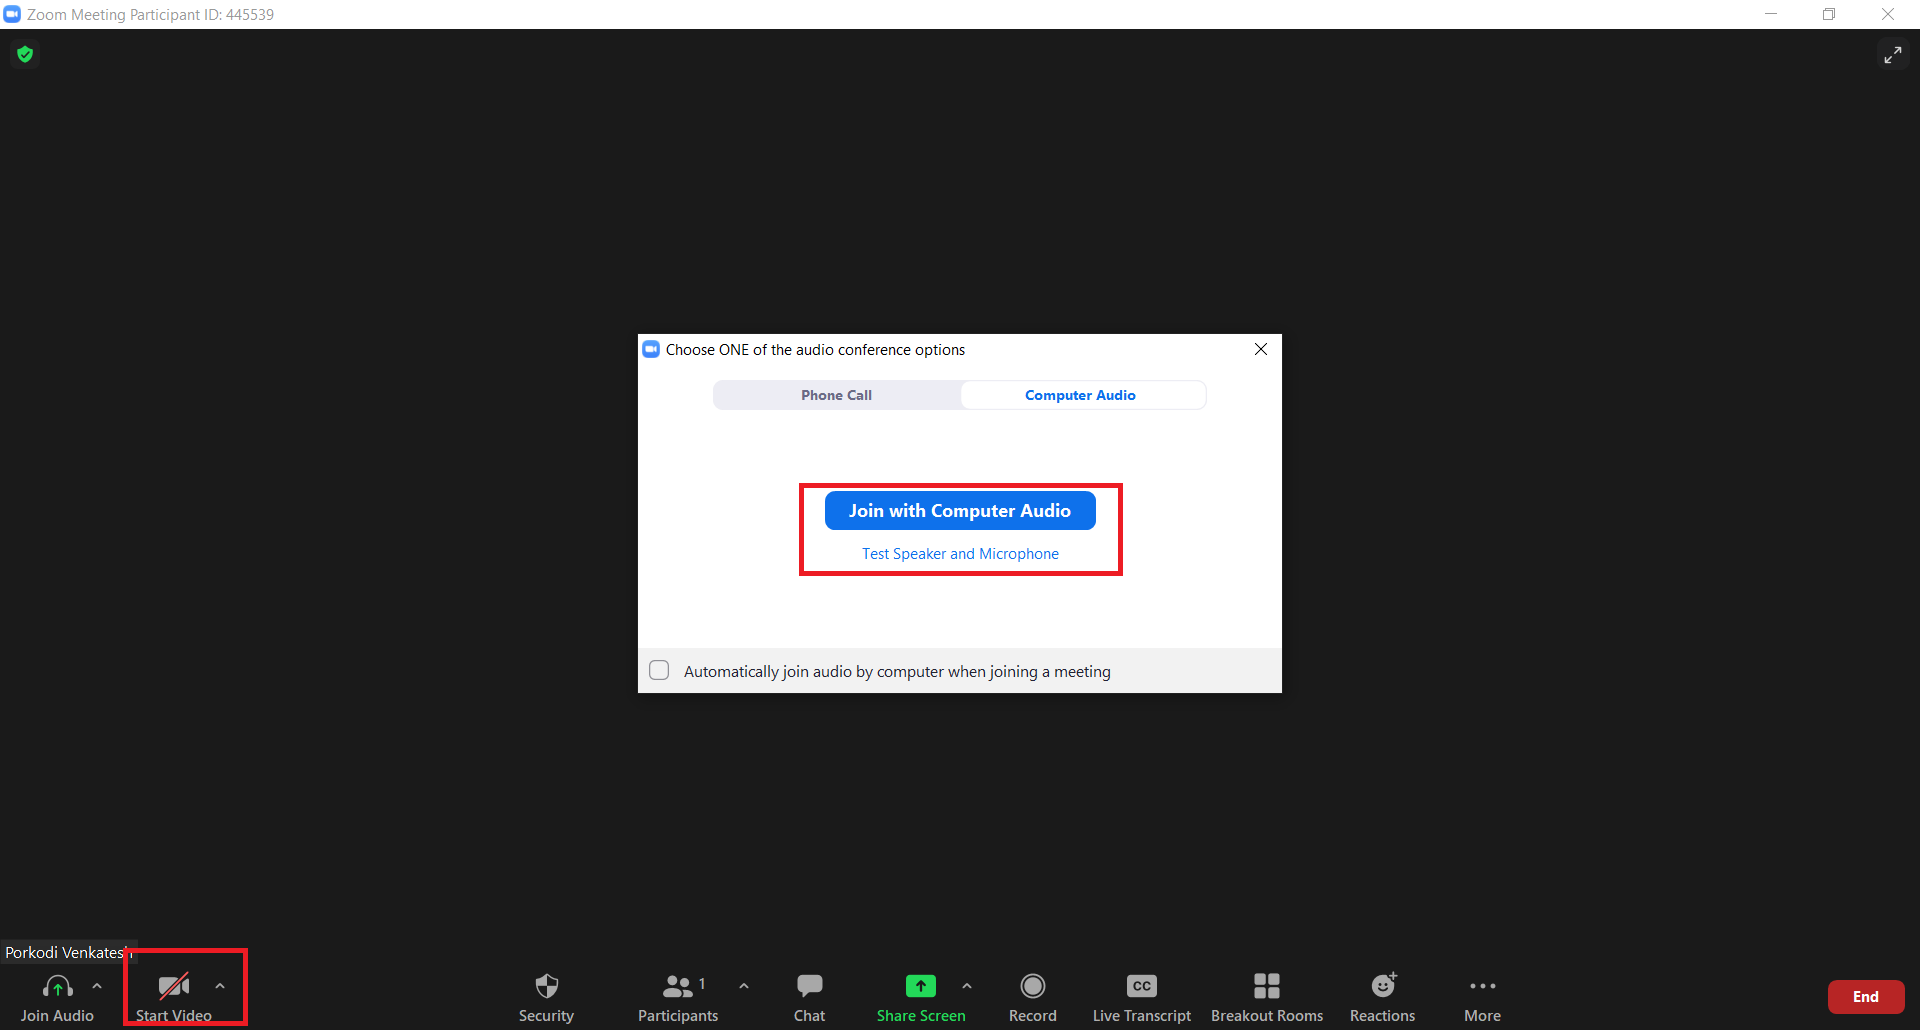 Zoom Meeting Participant ID: 445539
Choose ONE of the audio conference options
Phone Call
Computer Audio
Join with Computer Audio
Test Speaker and Microphone
Automatically join audio by computer when joining a meeting
Porkodi Venkatesh
Join Audio
Start Video
Security
1
Participants
Chat
Share Screen
Record
CC
Live Transcript
Breakout Rooms
Reactions
More
End